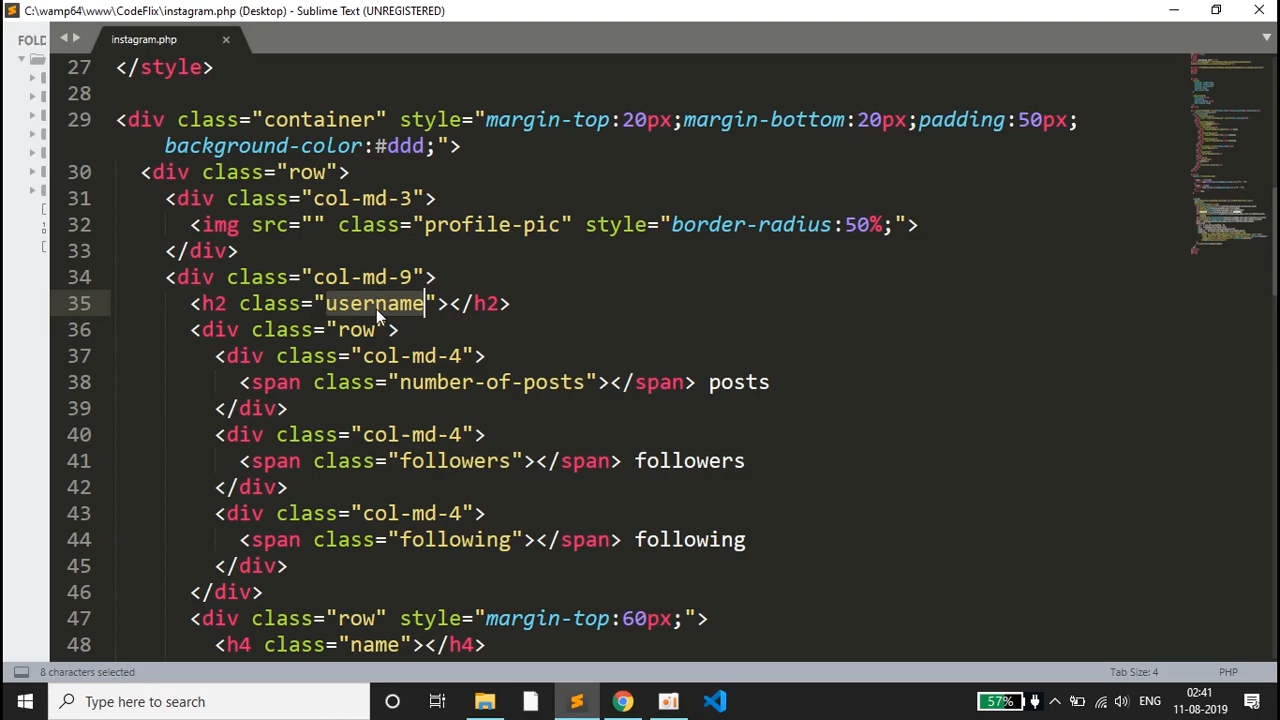 C:\wamp64\www\CodeFlix\instagram.php (Desktop) - Sublime Text (UNREGISTERED)
FOLD
instagram.php
27 </style>
28
29 <div class="container" style="margin-top:20px;margin-bottom:20px;padding:50px;
background-color:#ddd;">
30 <div class="row">
31 <div class="col-md-3">
32 <img src="" class="profile-pic" style="border-radius:50%;">
33 </div>
34 <div class="col-md-9">
35 <h2 class="username"></h2>
36 <div class="row">
37 <div class="col-md-4">
38 <span class="number-of-posts"></span> posts
39 </div>
40 <div class="col-md-4">
41 <span class="followers"></span> followers
42 </div>
43 <div class="col-md-4">
44 <span class="following"></span> following
45 </div>
46 </div>
47 <div class="row" style="margin-top:60px;">
48 <h4 class="name"></h4>
8 characters selected
Tab Size: 4
PHP
Type here to search
57%
ENG
02:41
11-08-2019